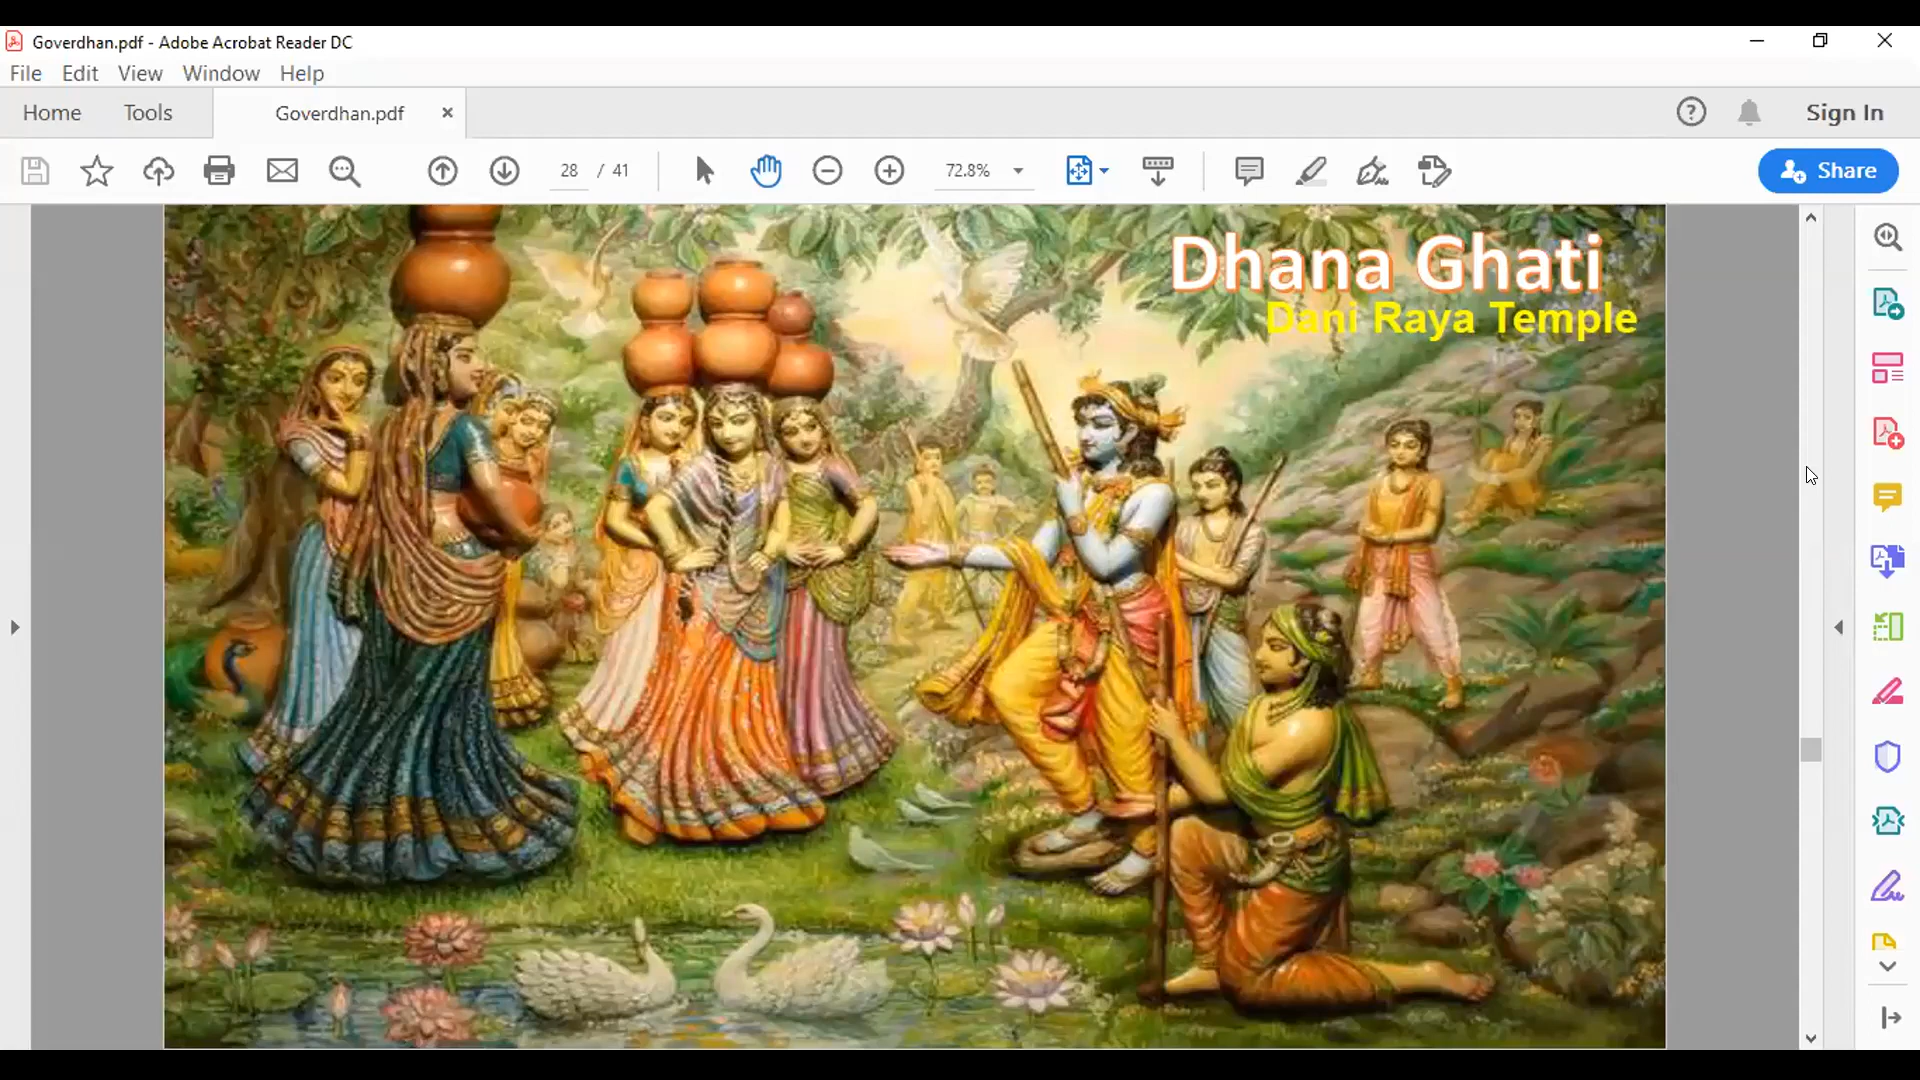 Goverdhan.pdf - Adobe Acrobat Reader DC
File Edit View Window Help
Home Tools Goverdhan.pdf Sign In
28 / 41 72.8% Share
Dhana Ghati
Dani Raya Temple